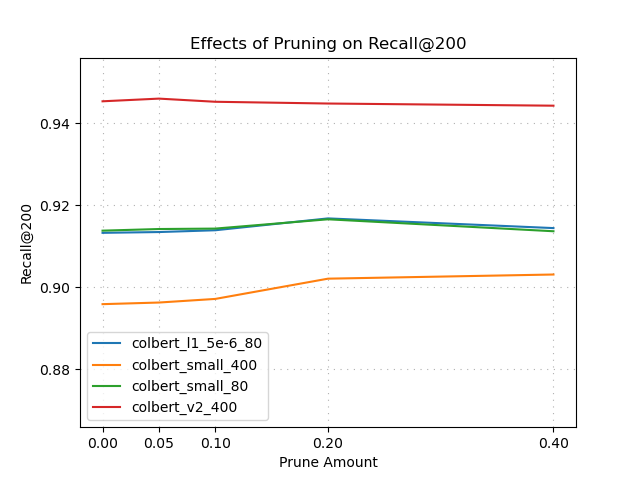 Effects of Pruning on Recall@200
Recall@200
0.94
0.92
0.90
0.88
colbert_l1_5e-6_80
colbert_small_400
colbert_small_80
colbert_v2_400
0.00 0.05 0.10 0.20 0.40
Prune Amount